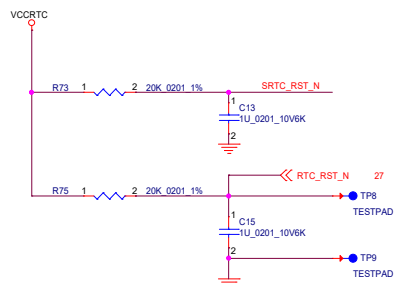 VCCRTC
R73 1 2 20K_0201_1% SRTC_RST_N
1
C13
1U_0201_10V6K
2
RTC_RST_N 27
R75 1 2 20K_0201_1% TP8
TESTPAD
1
C15
1U_0201_10V6K
2
TP9
TESTPAD